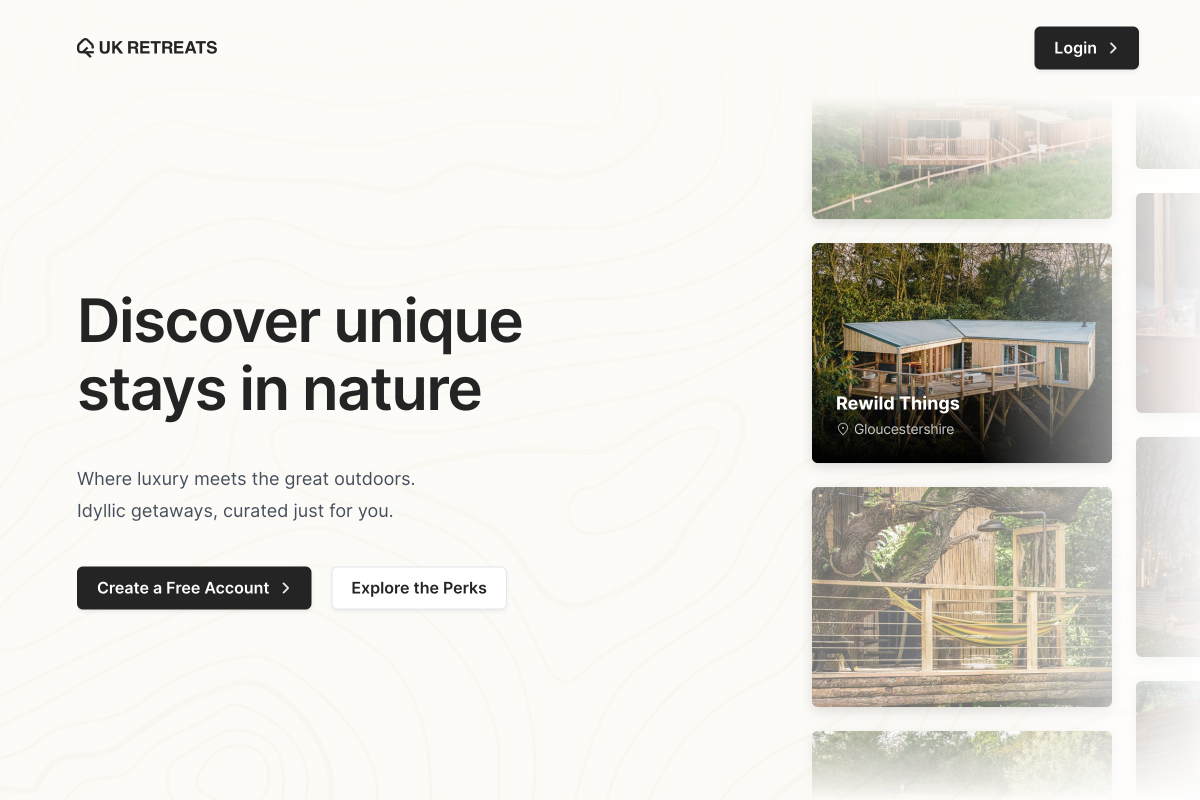 UK RETREATS
Login
Discover unique
stays in nature
Where luxury meets the great outdoors.
Idyllic getaways, curated just for you.
Create a Free Account
Explore the Perks
Rewild Things
Gloucestershire